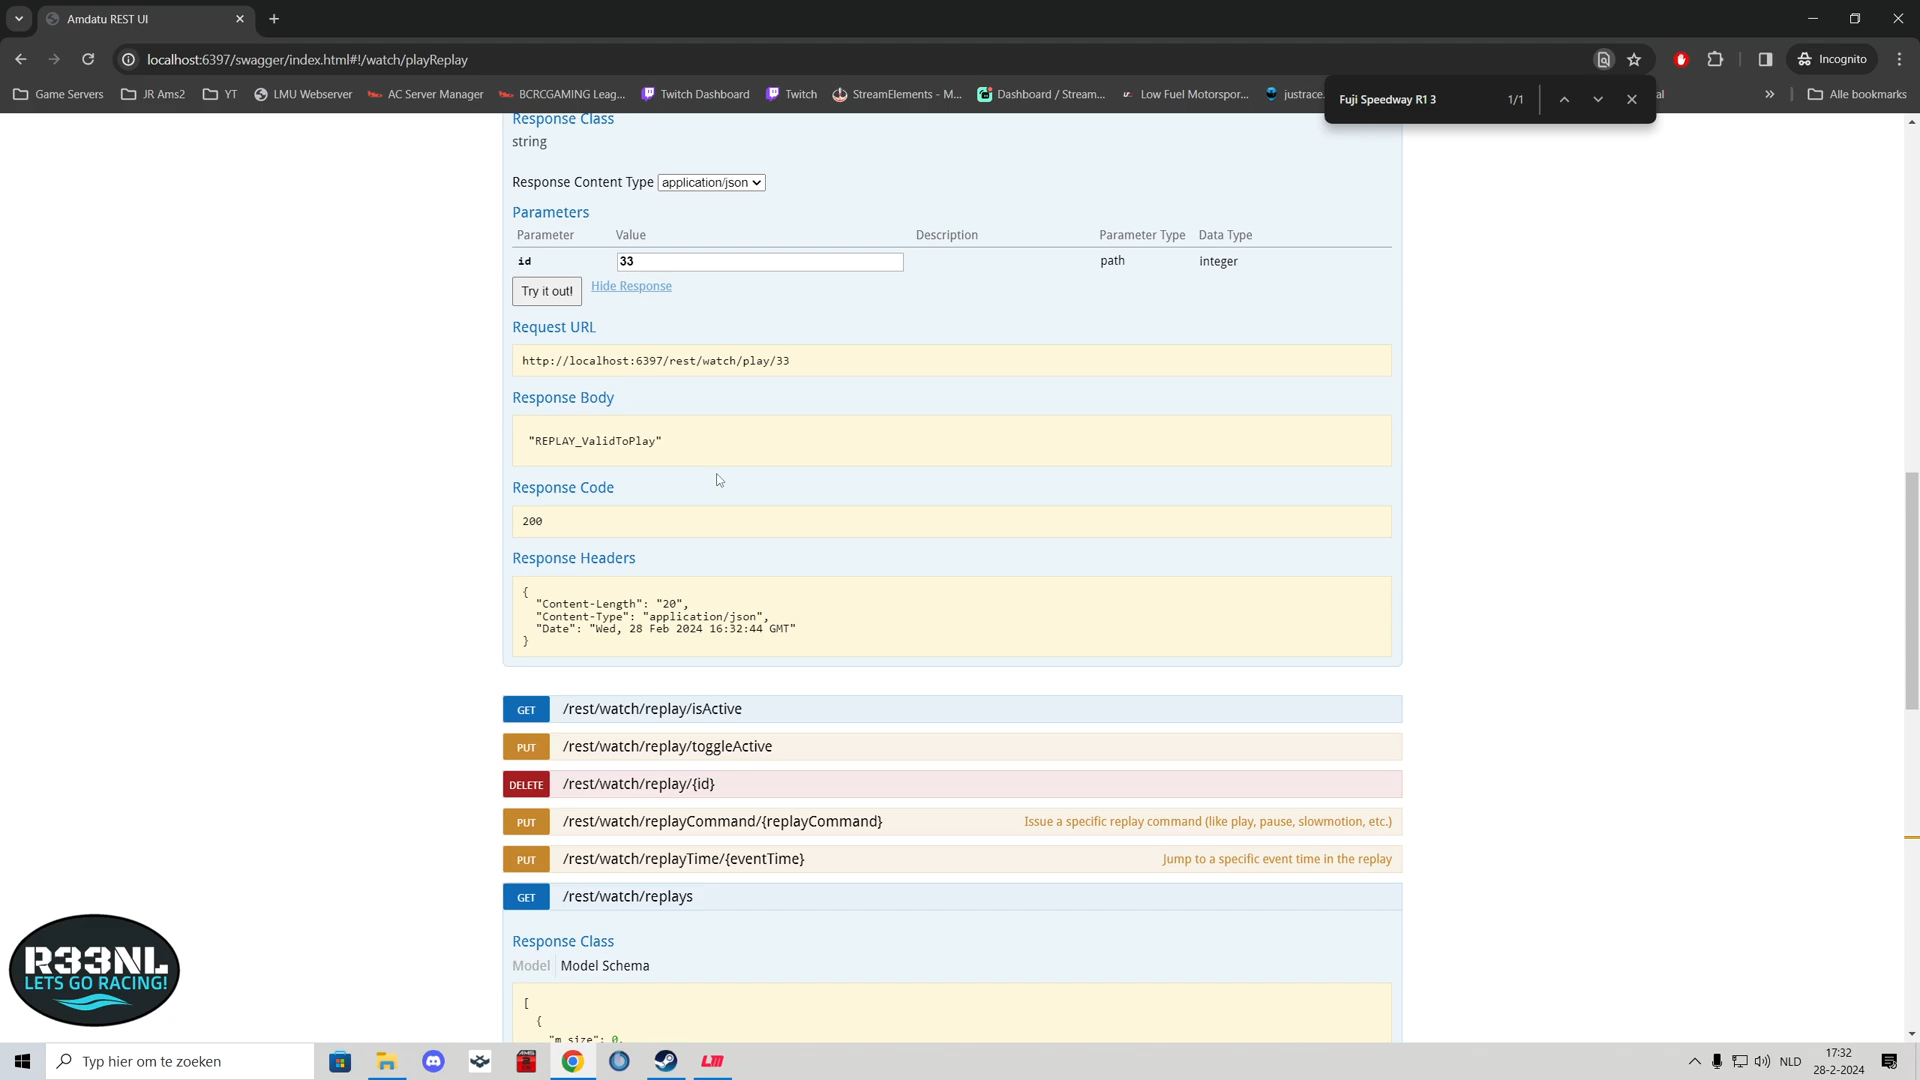 Amdatu REST UI
localhost:6397/swagger/index.html#!/watch/playReplay
Incognito
Game Servers
JR Ams2
YT
LMU Webserver
AC Server Manager
BCRCGAMING Leag...
Twitch Dashboard
Twitch
StreamElements - M...
Dashboard / Stream...
Low Fuel Motorspor...
justrace.
al
»
Alle bookmarks
Fuji Speedway R1 3
1/1
Response Class
string
Response Content Type application/json
Parameters
Parameter Value Description Parameter Type Data Type
id 33 path integer
Try it out! Hide Response
Request URL
http://localhost:6397/rest/watch/play/33
Response Body
"REPLAY_ValidToPlay"
Response Code
200
Response Headers
{
"Content-Length": "20",
"Content-Type": "application/json",
"Date": "Wed, 28 Feb 2024 16:32:44 GMT"
}
GET /rest/watch/replay/isActive
PUT /rest/watch/replay/toggleActive
DELETE /rest/watch/replay/{id}
PUT /rest/watch/replayCommand/{replayCommand} Issue a specific replay command (like play, pause, slowmotion, etc.)
PUT /rest/watch/replayTime/{eventTime} Jump to a specific event time in the replay
GET /rest/watch/replays
Response Class
Model Model Schema
[
{
"m_size": 0,
R33NL
LETS GO RACING!
Typ hier om te zoeken
LM
NLD
17:32
28-2-2024